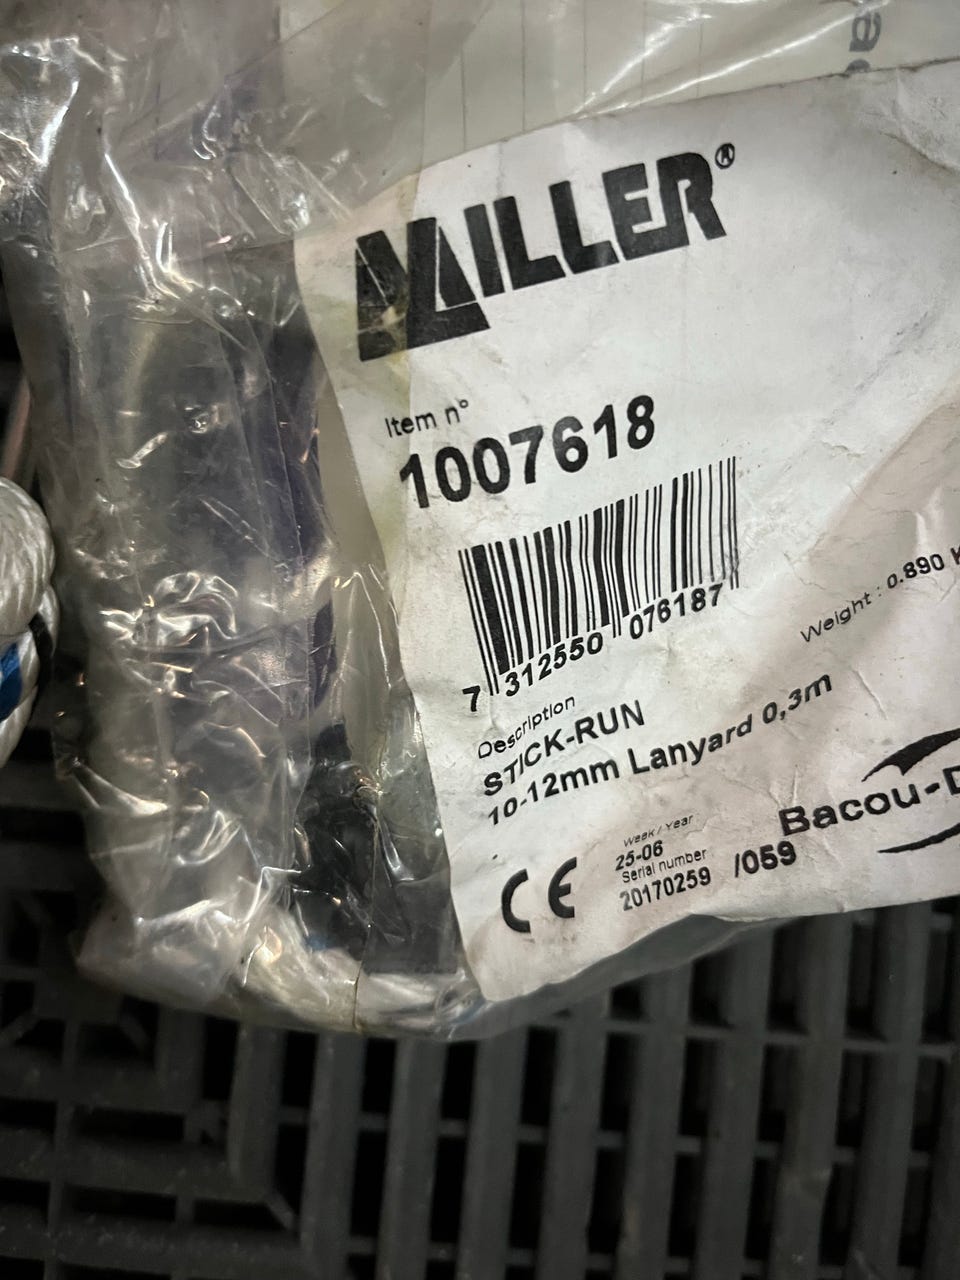 MILLER®
Item n°
1007618
7 312550 076187
Weight : 0.890
Description
STICK-RUN
10-12mm Lanyard 0,3m
Bacou-D
CE
Week / Year
25-06
Serial number
20170259 /059